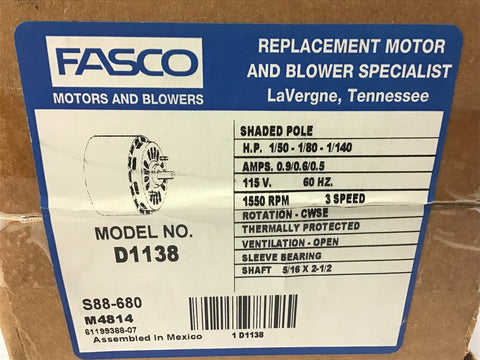 FASCO
MOTORS AND BLOWERS
REPLACEMENT MOTOR
AND BLOWER SPECIALIST
LaVergne, Tennessee
SHADED POLE
H.P. 1/50 - 1/80 - 1/140
AMPS. 0.9/0.6/0.5
115 V. 60 HZ.
1550 RPM 3 SPEED
ROTATION - CWSE
THERMALLY PROTECTED
VENTILATION - OPEN
SLEEVE BEARING
SHAFT 5/16 X 2-1/2
MODEL NO.
D1138
S88-680
M4814
61199388-07
Assembled In Mexico
1 D1138